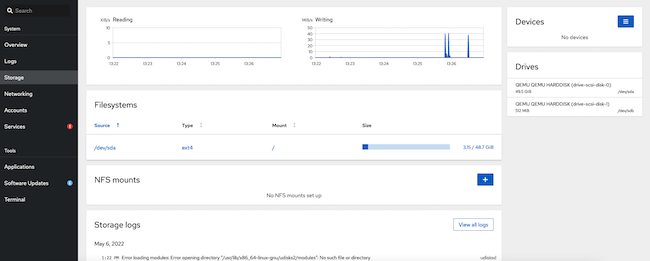 Search
System
Overview
Logs
Storage
Networking
Accounts
Services
Tools
Applications
Software Updates
Terminal
KB/s Reading
10
5
0
13:22 13:23 13:24 13:25 13:26
MB/s Writing
50
40
30
20
10
0
13:22 13:23 13:24 13:25 13:26
Filesystems
Source Type Mount Size
/dev/sda ext4 / 3.15 / 48.7 GiB
NFS mounts
No NFS mounts set up
Storage logs
View all logs
May 6, 2022
1:22 PM Error loading modules: Error opening directory "/usr/lib/x86_64-linux-gnu/udisks2/modules": No such file or directory udisksd
Devices
No devices
Drives
QEMU QEMU HARDDISK (drive-scsi-disk-0)
49.5 GiB /dev/sda
QEMU QEMU HARDDISK (drive-scsi-disk-1)
512 MiB /dev/sdb